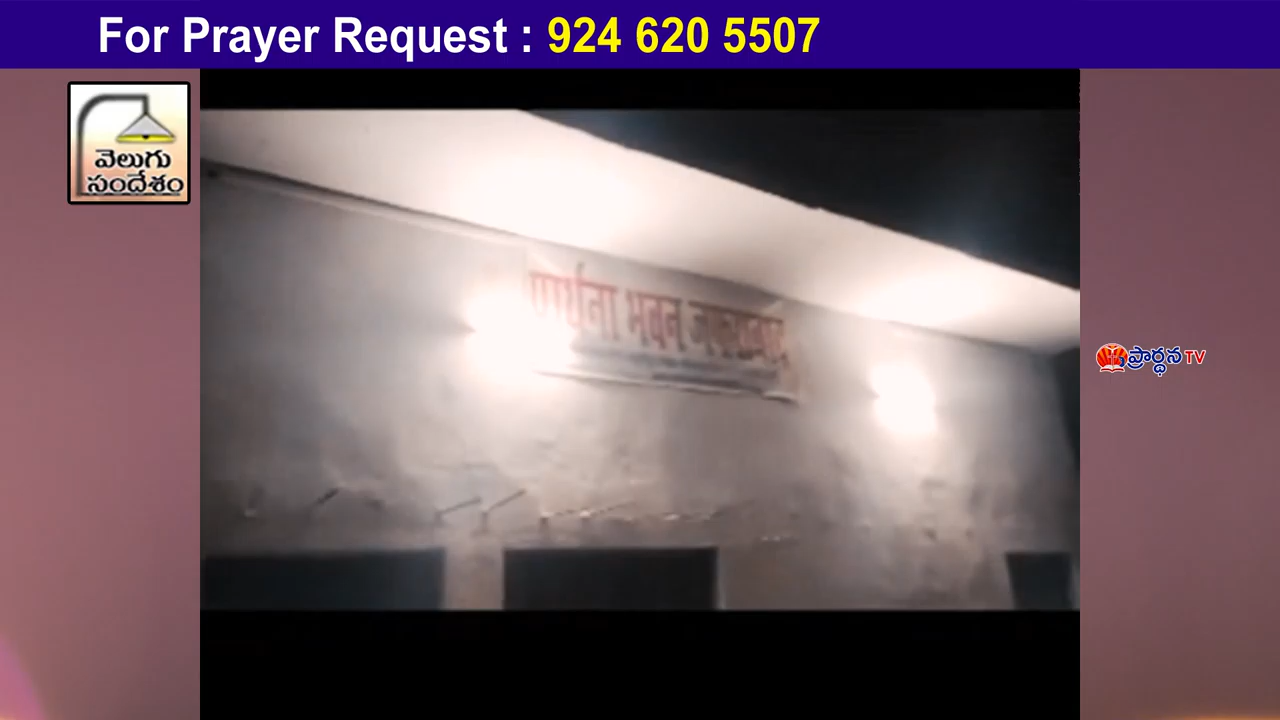 For Prayer Request : 924 620 5507
వెలుగు
సందేశం
प्रार्थना भवन
ప్రార్థన TV